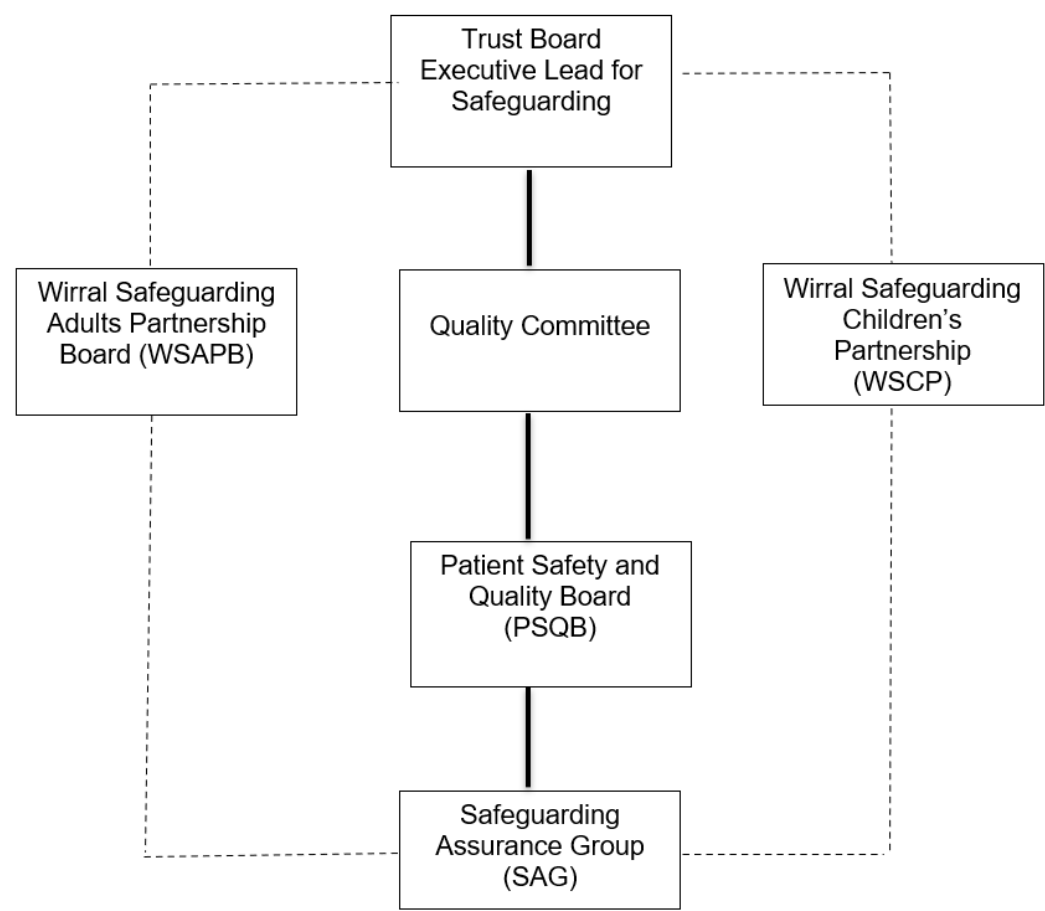 Trust Board
Executive Lead for
Safeguarding
Wirral Safeguarding
Adults Partnership
Board (WSAPB)
Quality Committee
Wirral Safeguarding
Children’s
Partnership
(WSCP)
Patient Safety and
Quality Board
(PSQB)
Safeguarding
Assurance Group
(SAG)